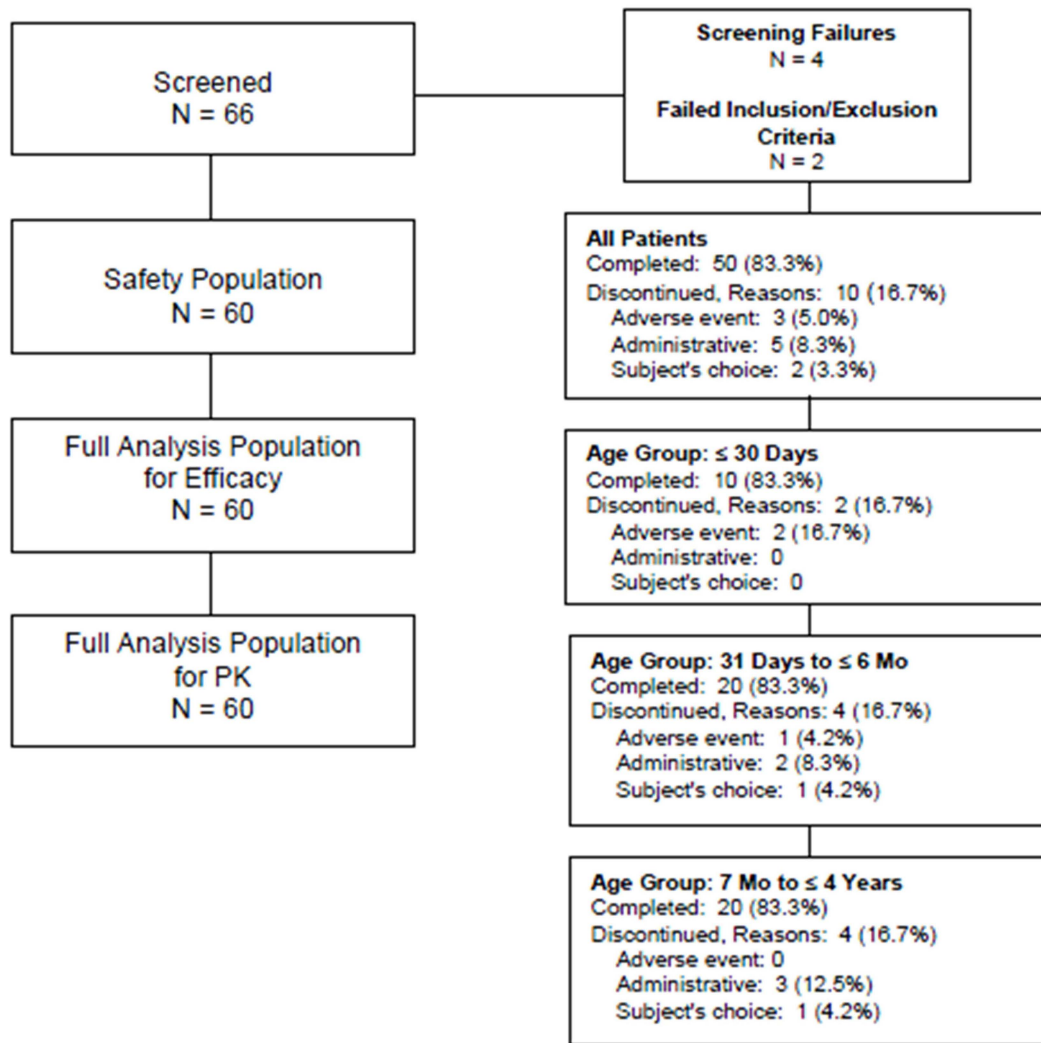 Screened
N = 66
Screening Failures
N = 4
Failed Inclusion/Exclusion
Criteria
N = 2
Safety Population
N = 60
Full Analysis Population
for Efficacy
N = 60
Full Analysis Population
for PK
N = 60
All Patients
Completed: 50 (83.3%)
Discontinued, Reasons: 10 (16.7%)
Adverse event: 3 (5.0%)
Administrative: 5 (8.3%)
Subject's choice: 2 (3.3%)
Age Group: ≤ 30 Days
Completed: 10 (83.3%)
Discontinued, Reasons: 2 (16.7%)
Adverse event: 2 (16.7%)
Administrative: 0
Subject's choice: 0
Age Group: 31 Days to ≤ 6 Mo
Completed: 20 (83.3%)
Discontinued, Reasons: 4 (16.7%)
Adverse event: 1 (4.2%)
Administrative: 2 (8.3%)
Subject's choice: 1 (4.2%)
Age Group: 7 Mo to ≤ 4 Years
Completed: 20 (83.3%)
Discontinued, Reasons: 4 (16.7%)
Adverse event: 0
Administrative: 3 (12.5%)
Subject's choice: 1 (4.2%)